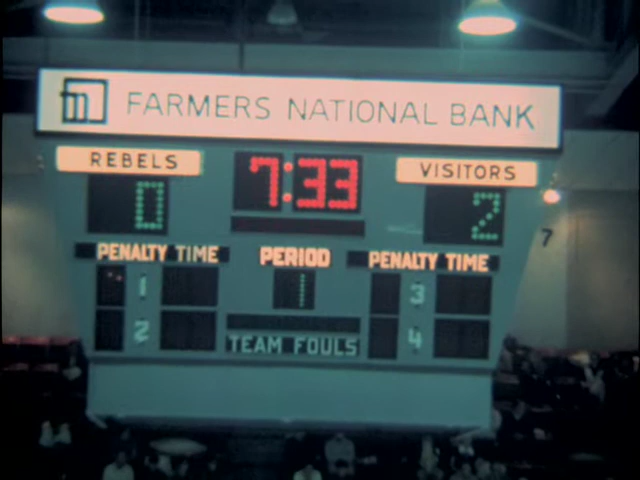 FARMERS NATIONAL BANK
REBELS 7:33 VISITORS
0 2
7
PENALTY TIME PERIOD PENALTY TIME
1 1 3
2 4
TEAM FOULS